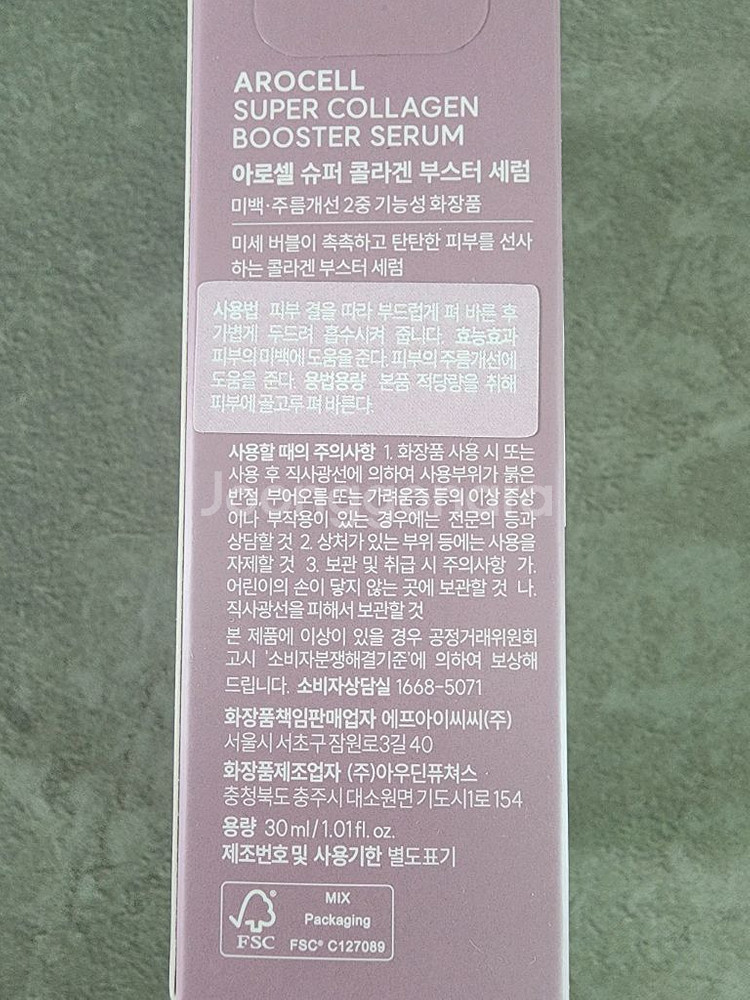 AROCELL
SUPER COLLAGEN
BOOSTER SERUM
아로셀 슈퍼 콜라겐 부스터 세럼
미백·주름개선 2중 기능성 화장품
미세 버블이 촉촉하고 탄탄한 피부를 선사
하는 콜라겐 부스터 세럼
사용법 피부 결을 따라 부드럽게 펴 바른 후
가볍게 두드려 흡수시켜 줍니다. 효능효과
피부의 미백에 도움을 준다. 피부의 주름개선에
도움을 준다. 용법용량 본품 적당량을 취해
피부에 골고루 펴 바른다.
사용할 때의 주의사항 1. 화장품 사용 시 또는
사용 후 직사광선에 의하여 사용부위가 붉은
반점, 부어오름 또는 가려움증 등의 이상 증상
이나 부작용이 있는 경우에는 전문의 등과
상담할 것 2. 상처가 있는 부위 등에는 사용을
자제할 것 3. 보관 및 취급 시 주의사항 가.
어린이의 손이 닿지 않는 곳에 보관할 것 나.
직사광선을 피해서 보관할 것
본 제품에 이상이 있을 경우 공정거래위원회
고시 '소비자분쟁해결기준'에 의하여 보상해
드립니다. 소비자상담실 1668-5071
화장품책임판매업자 에프아이씨씨(주)
서울시 서초구 잠원로3길 40
화장품제조업자 (주)아우딘퓨쳐스
충청북도 충주시 대소원면 기도시1로 154
용량 30 ml / 1.01 fl. oz.
제조번호 및 사용기한 별도표기
MIX
Packaging
FSC
FSC® C127089